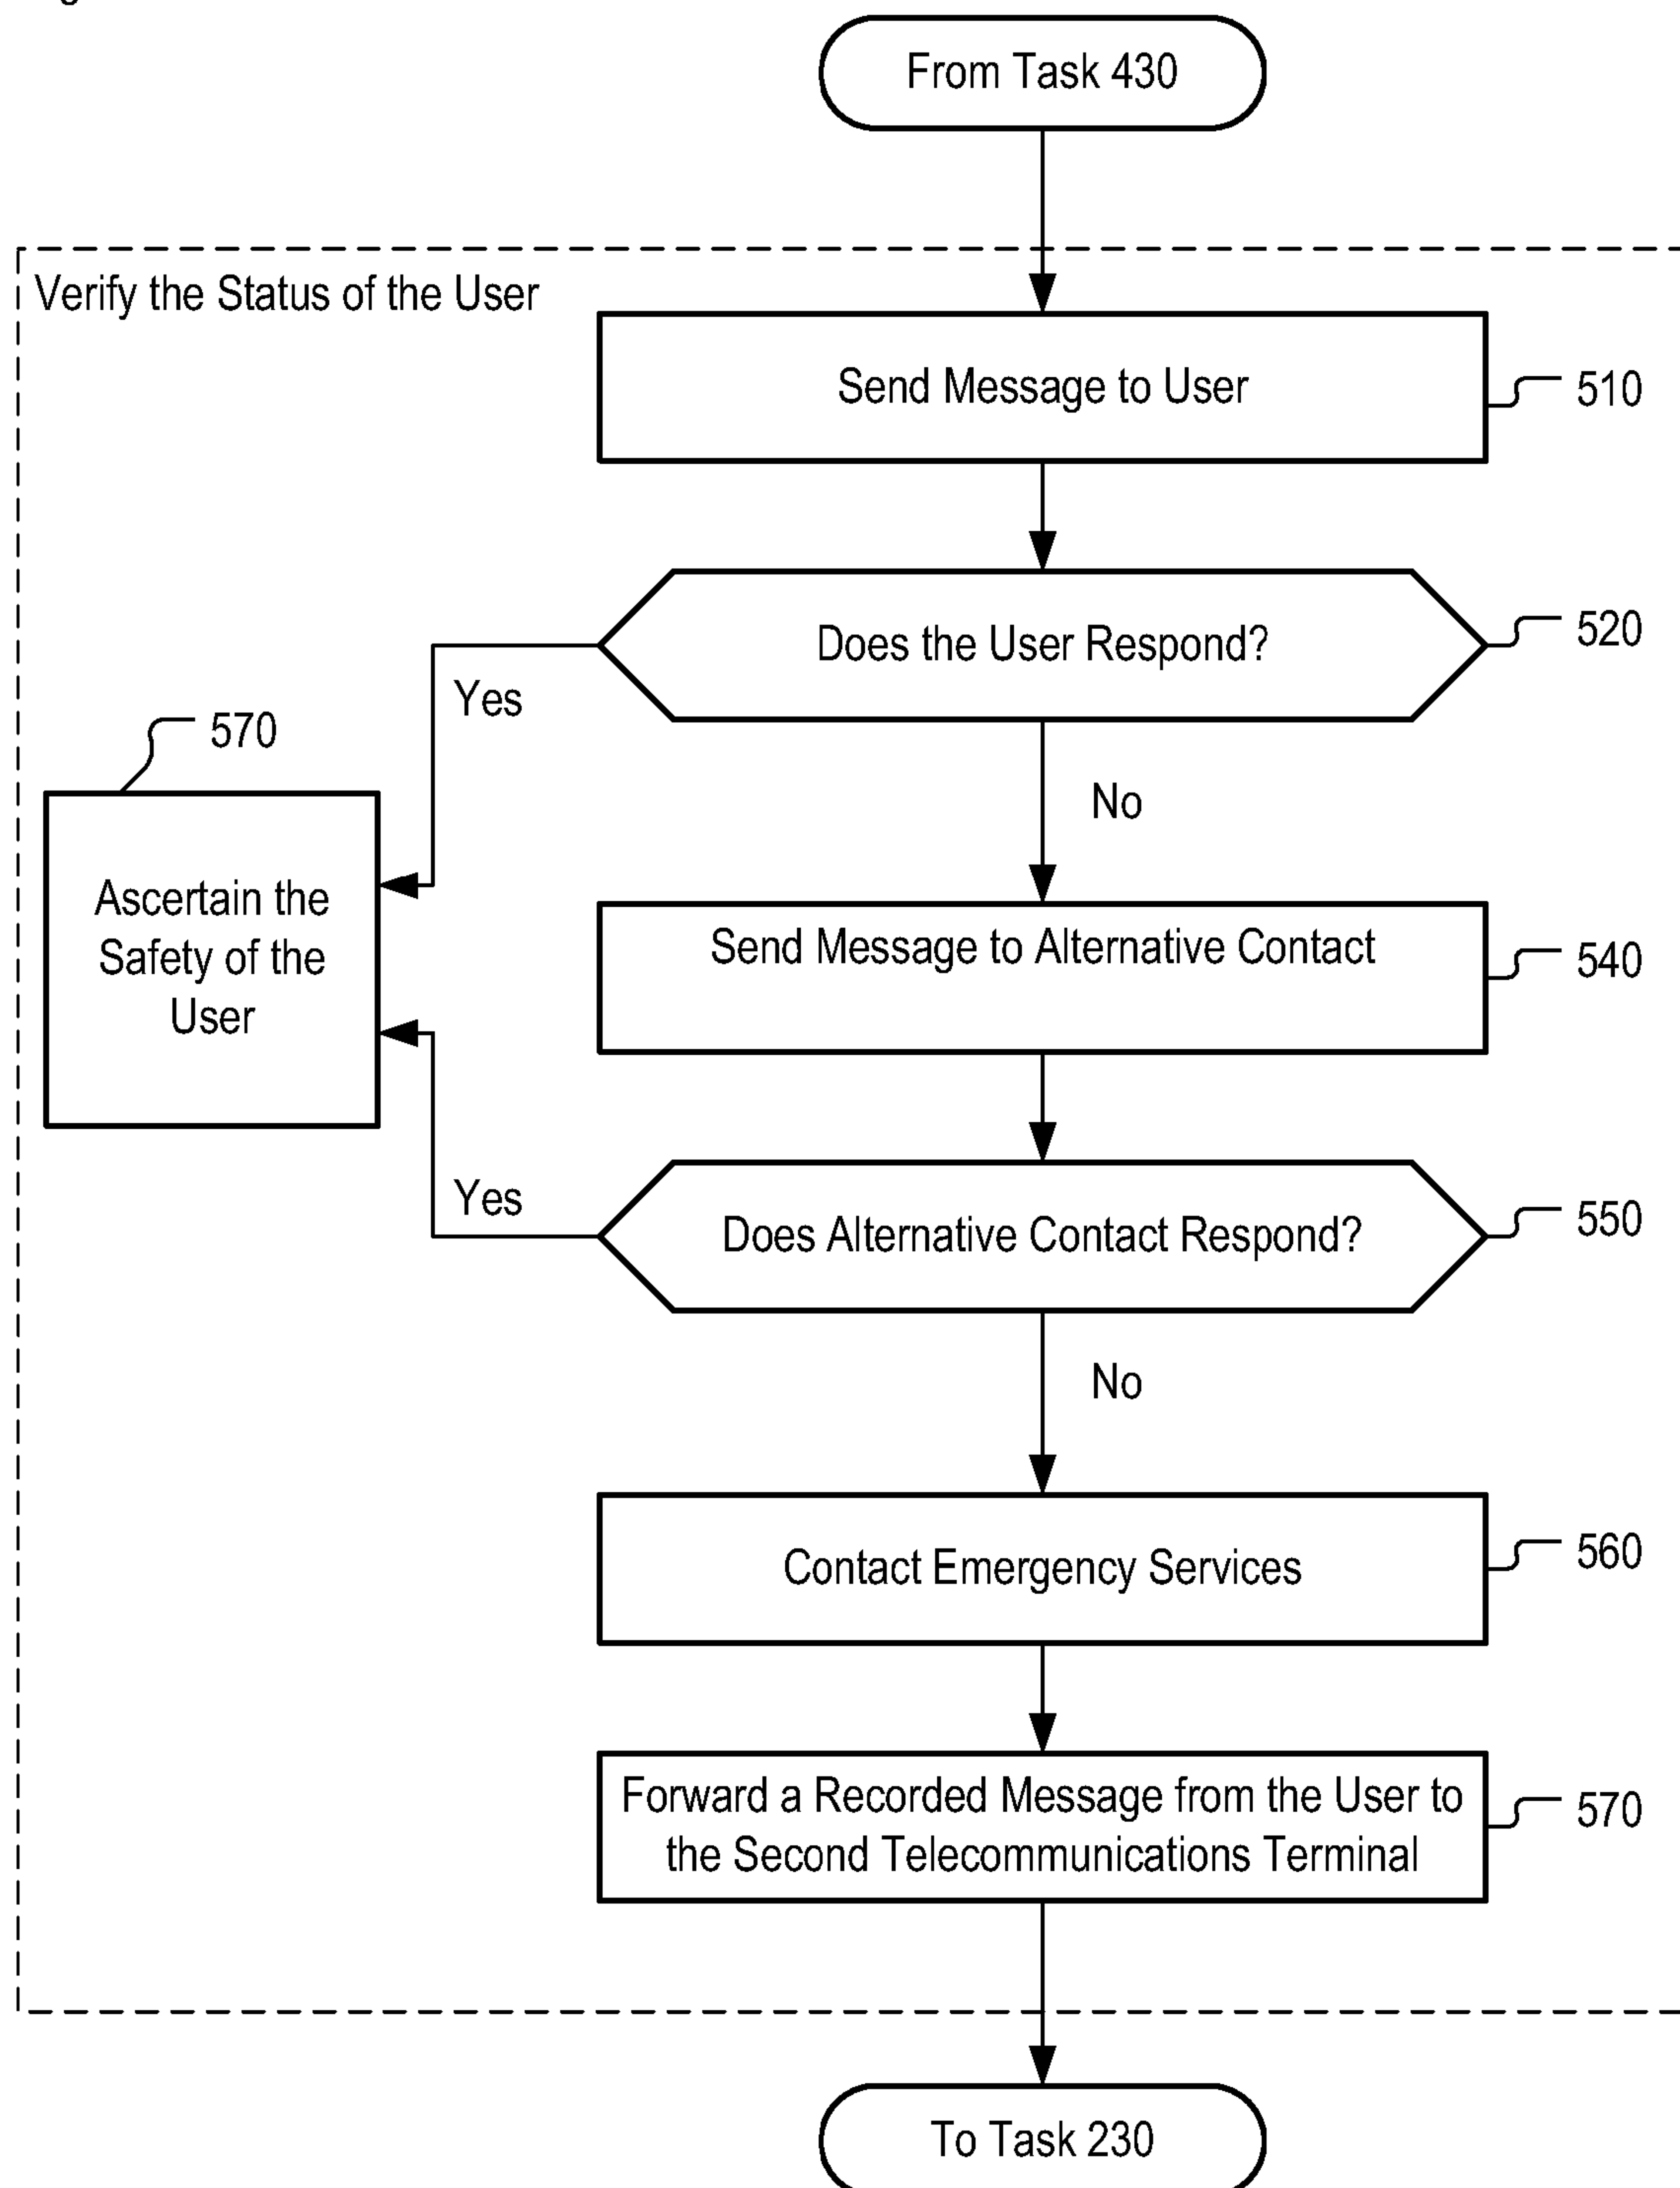 From Task 430
Verify the Status of the User
Send Message to User
510
Does the User Respond?
520
Yes
570
No
Ascertain the
Safety of the
User
Send Message to Alternative Contact
540
Yes
Does Alternative Contact Respond?
550
No
Contact Emergency Services
560
Forward a Recorded Message from the User to
the Second Telecommunications Terminal
570
To Task 230